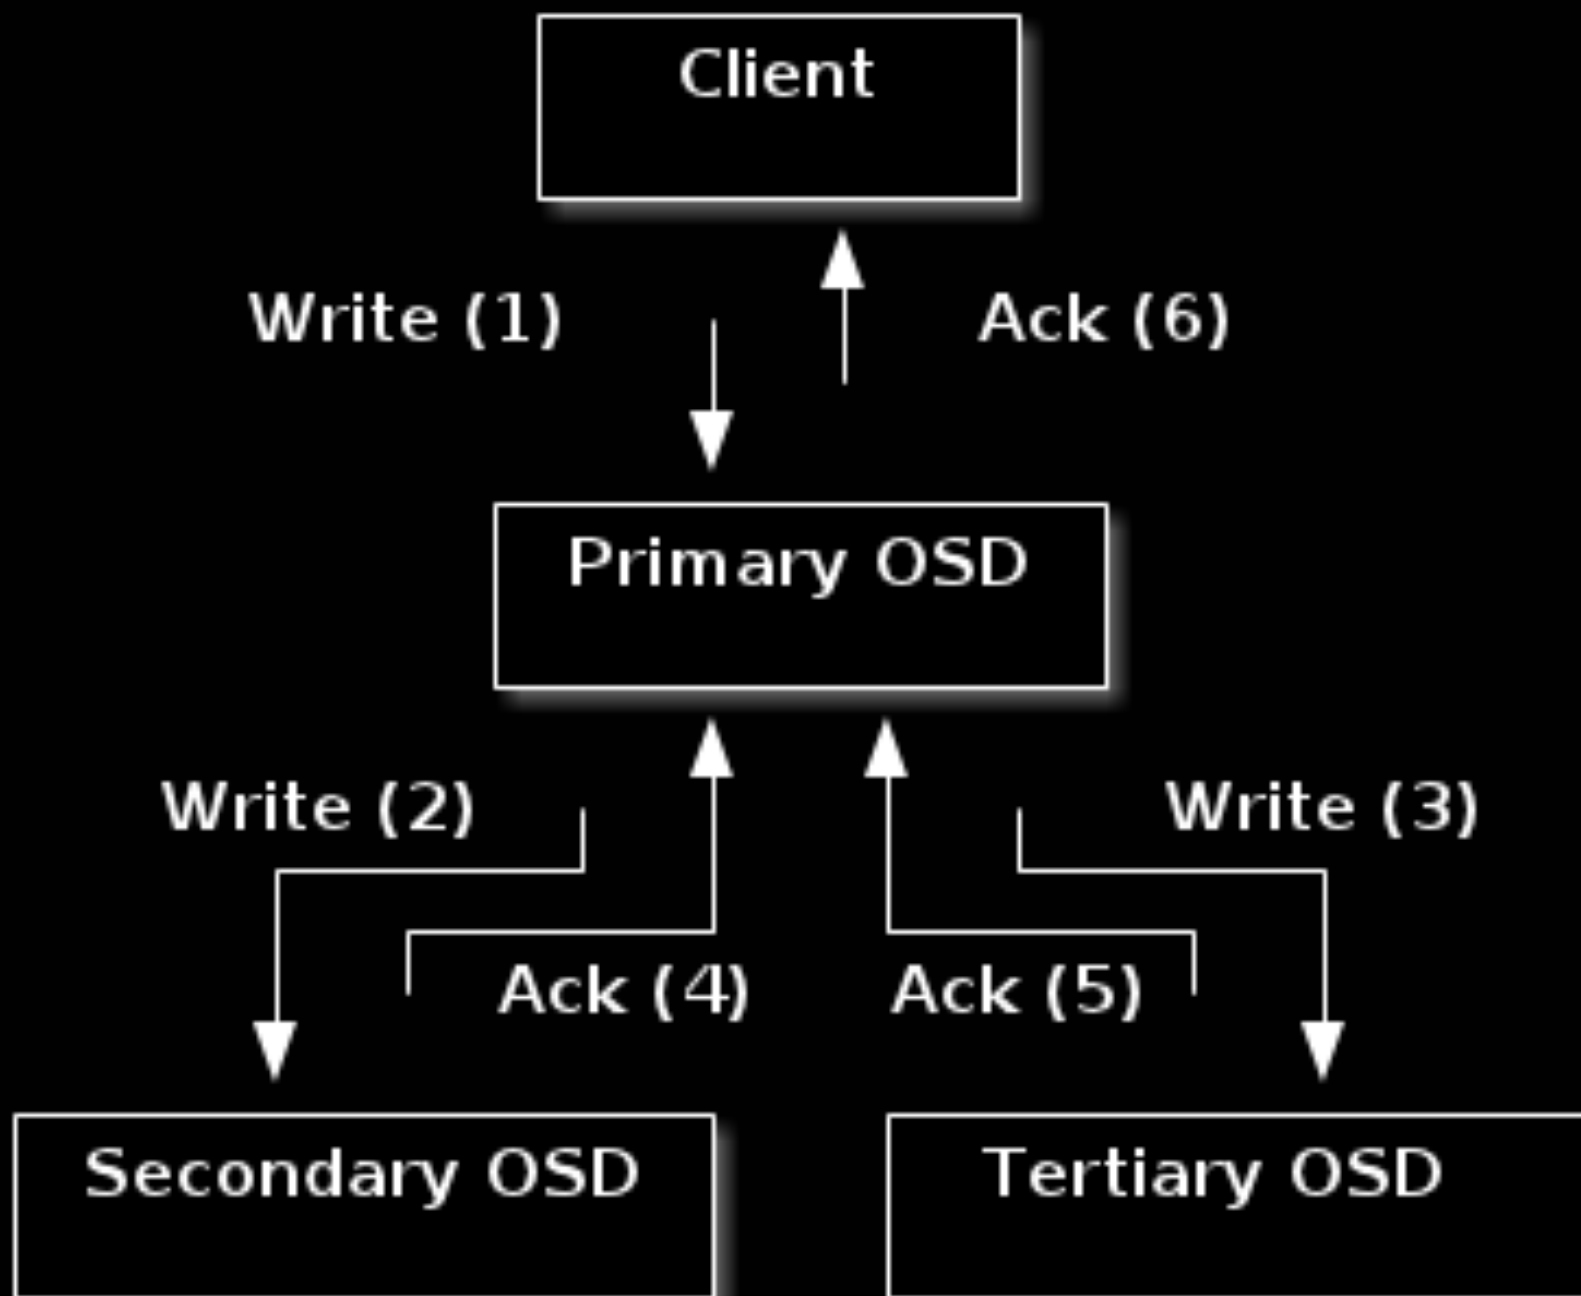 Client
Write (1)
Ack (6)
Primary OSD
Write (2)
Write (3)
Ack (4)
Ack (5)
Secondary OSD
Tertiary OSD